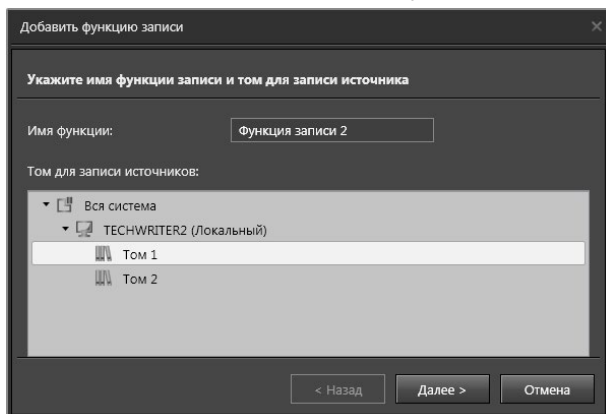 Добавить функцию записи
Укажите имя функции записи и том для записи источника
Имя функции: Функция записи 2
Том для записи источников:
Вся система
TECHWRITER2 (Локальный)
Том 1
Том 2
< Назад Далее > Отмена